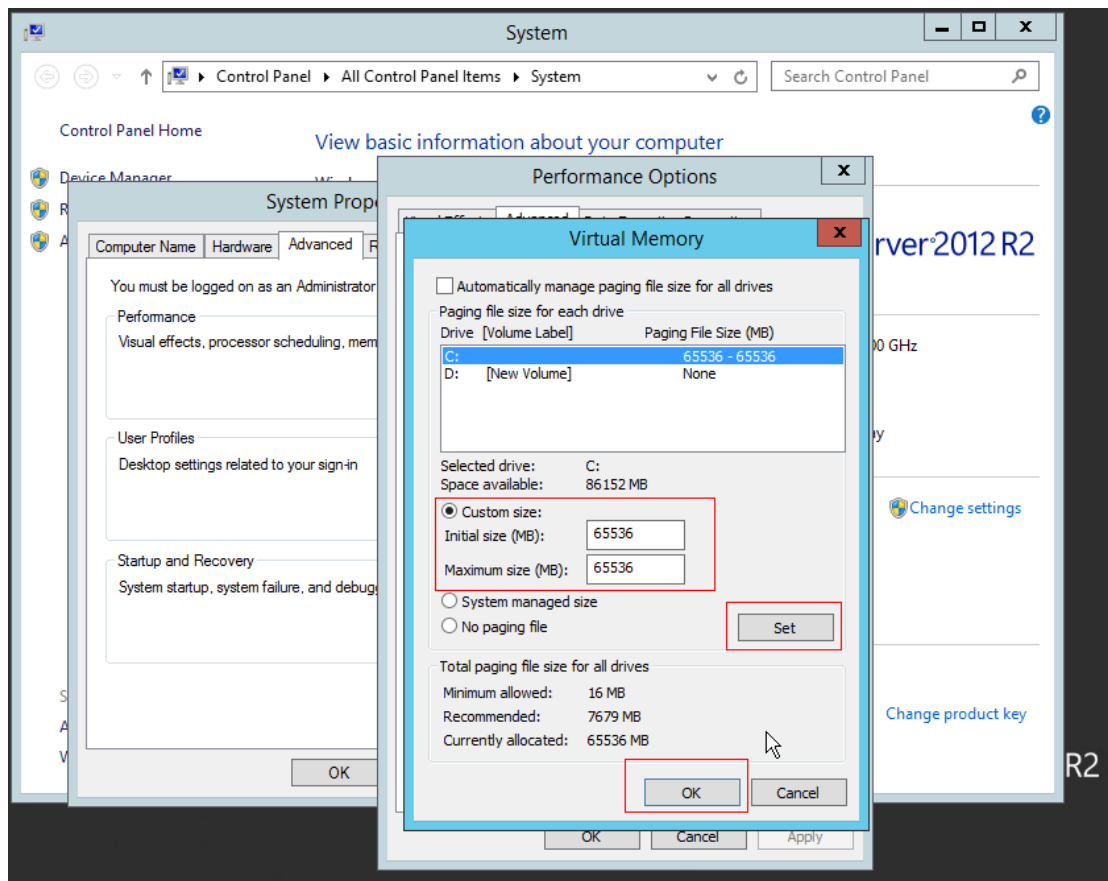 System
Control Panel ▸ All Control Panel Items ▸ System
Search Control Panel
Control Panel Home
View basic information about your computer
Device Manager
Performance Options
System Prop
Advanced
rver 2012 R2
Computer Name
Hardware
Advanced
Virtual Memory
You must be logged on as an Administrator
Performance
Visual effects, processor scheduling, mem
User Profiles
Desktop settings related to your sign-in
Startup and Recovery
System startup, system failure, and debugg
OK
Automatically manage paging file size for all drives
Paging file size for each drive
Drive [Volume Label] Paging File Size (MB)
C: 65536 - 65536
D: [New Volume] None
Selected drive: C:
Space available: 86152 MB
Custom size:
Initial size (MB): 65536
Maximum size (MB): 65536
System managed size
No paging file
Set
Total paging file size for all drives
Minimum allowed: 16 MB
Recommended: 7679 MB
Currently allocated: 65536 MB
OK Cancel
OK Cancel Apply
00 GHz
Change settings
Change product key
R2